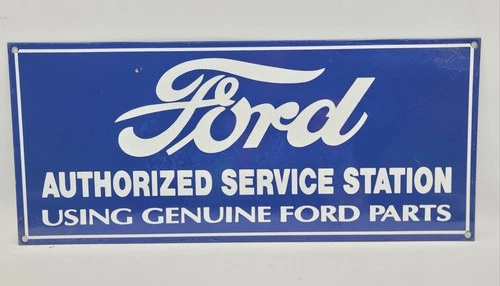 Ford
AUTHORIZED SERVICE STATION
USING GENUINE FORD PARTS